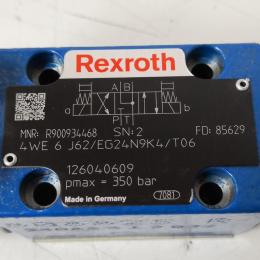 Rexroth
A B
a b
P T
MNR: R900934468 SN: 2 FD: 85629
4WE 6 J62/EG24N9K4/T06
126040609
pmax = 350 bar
Made in Germany 7081